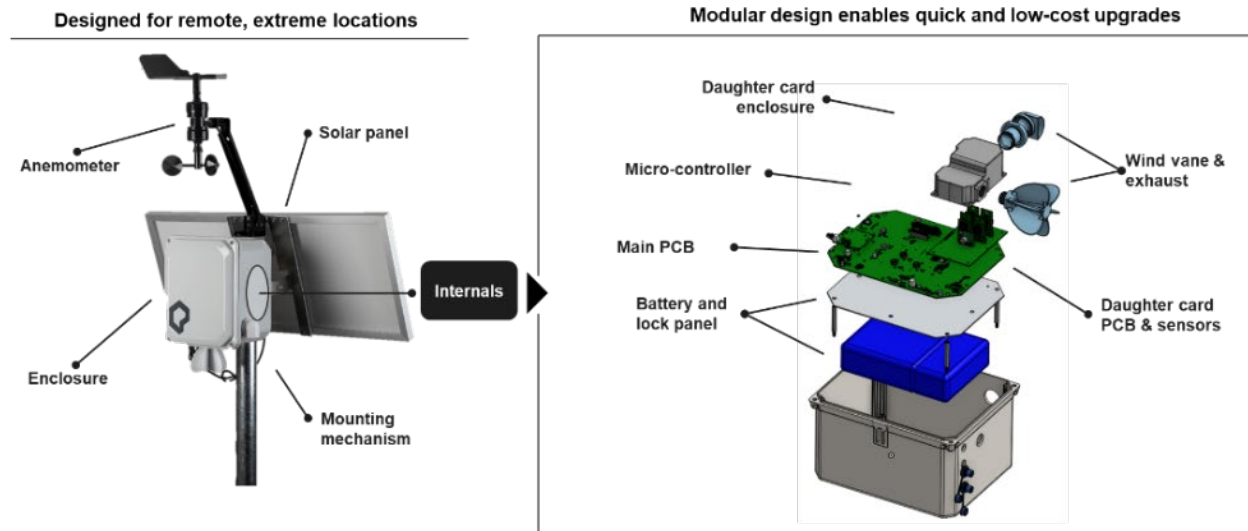 Designed for remote, extreme locations
Modular design enables quick and low-cost upgrades
Anemometer
Solar panel
Enclosure
Mounting
mechanism
Internals
Daughter card
enclosure
Micro-controller
Main PCB
Battery and
lock panel
Wind vane &
exhaust
Daughter card
PCB & sensors